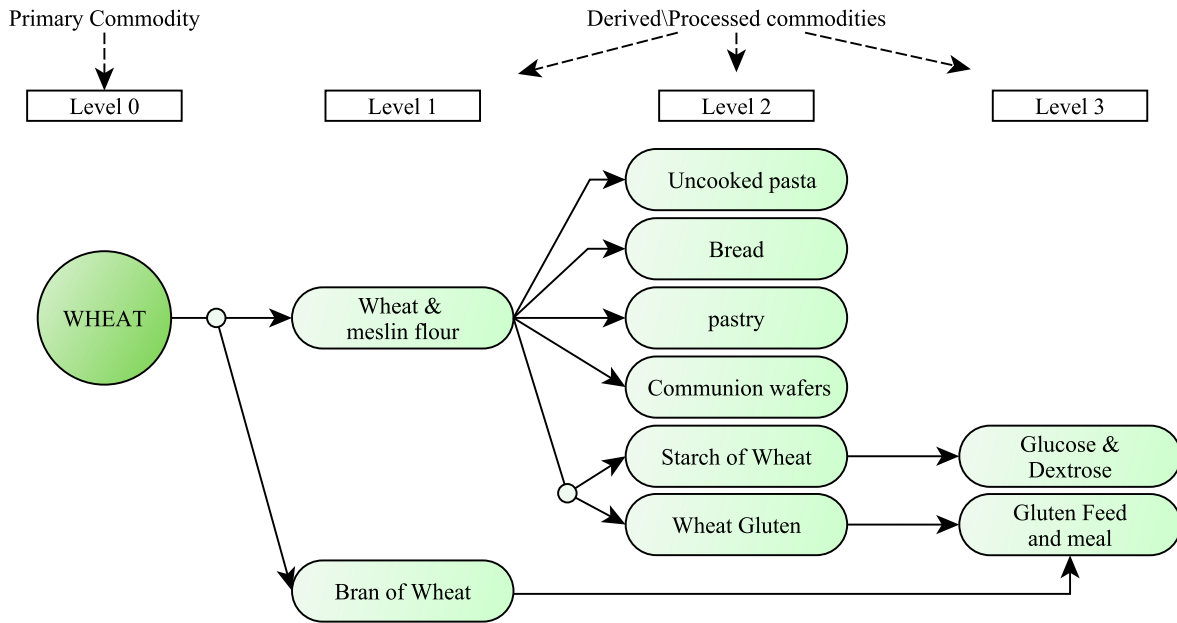 Primary Commodity
Derived\Processed commodities
Level 0
Level 1
Level 2
Level 3
Uncooked pasta
Bread
WHEAT
Wheat &
meslin flour
pastry
Communion wafers
Starch of Wheat
Glucose &
Dextrose
Wheat Gluten
Gluten Feed
and meal
Bran of Wheat